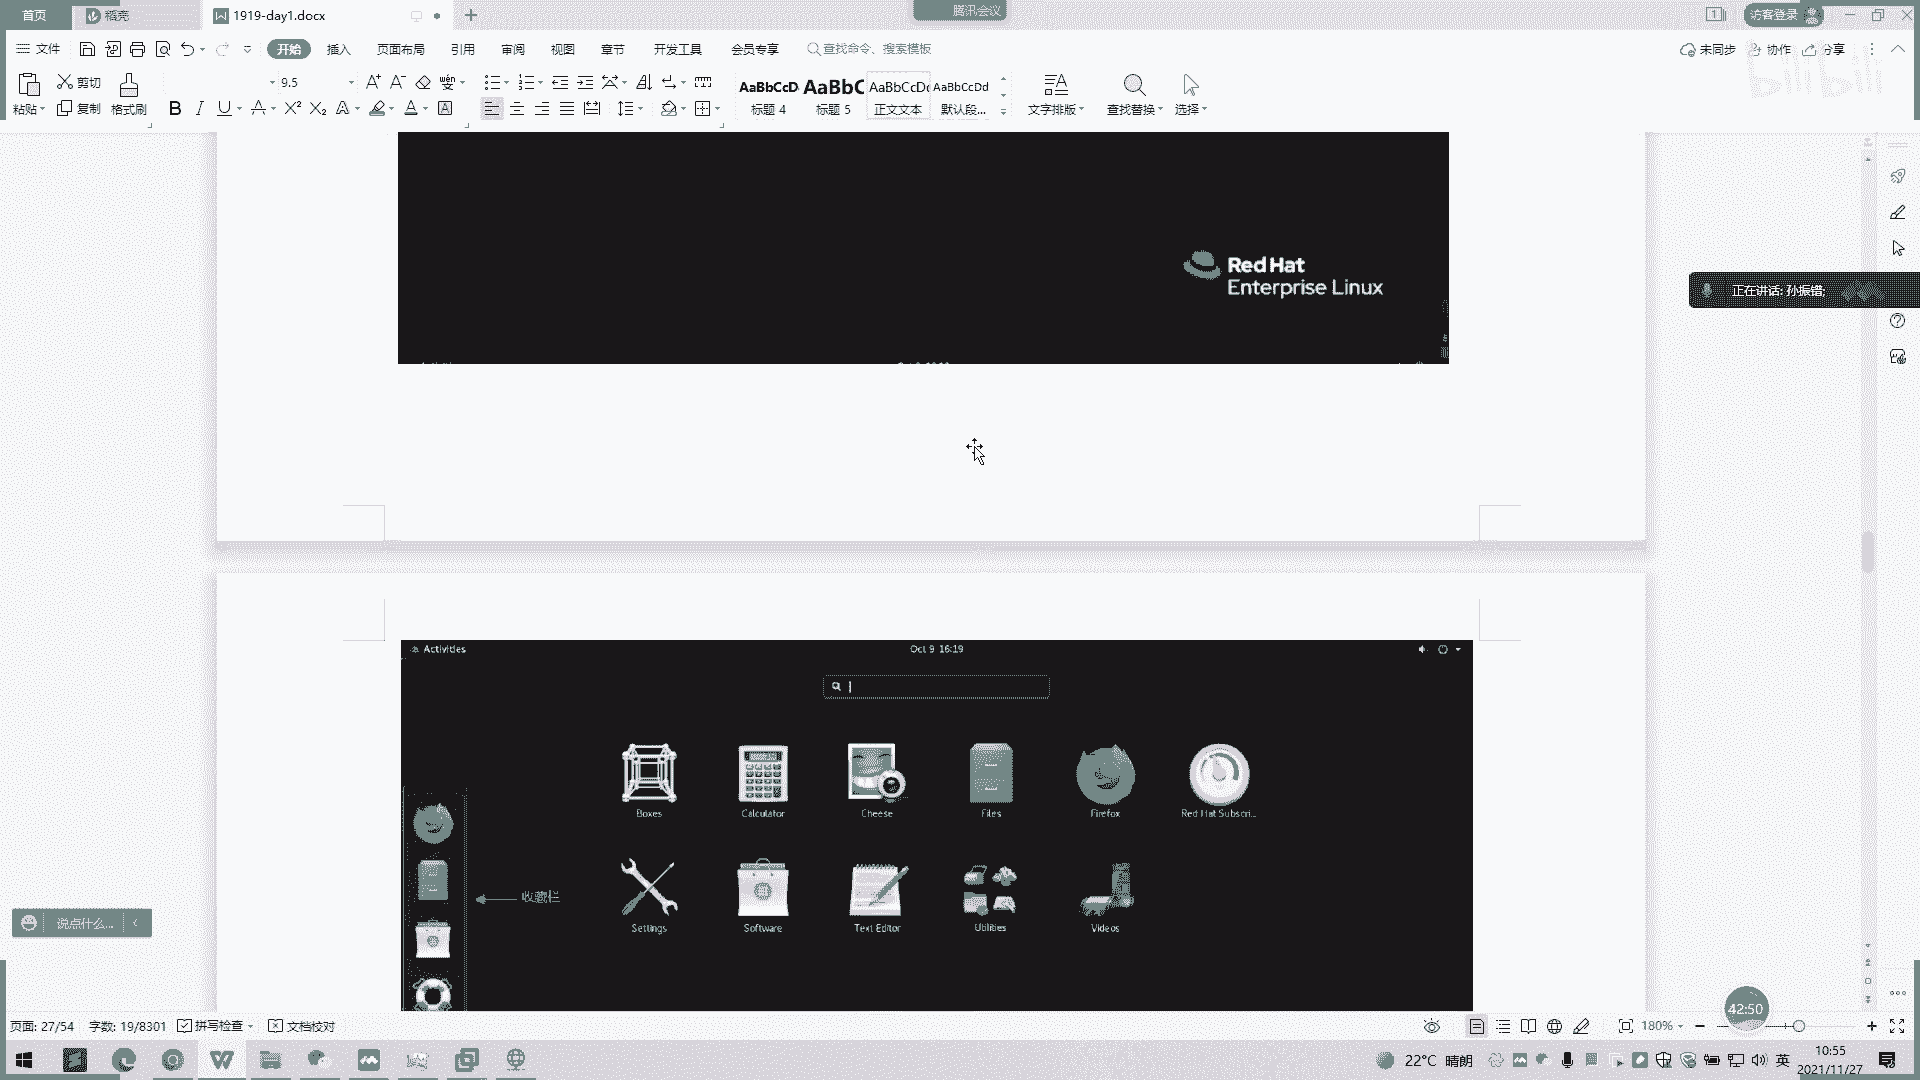 首页
稻壳
1919-day1.docx
腾讯会议
访客登录
文件
开始
插入
页面布局
引用
审阅
视图
章节
开发工具
会员专享
查找命令、搜索模板
未同步
协作
分享
bilibili
粘贴
剪切
复制
格式刷
9.5
AaBbCcD
标题 4
AaBbC
标题 5
AaBbCcD
正文文本
AaBbCcDd
默认段...
文字排版
查找替换
选择
Red Hat
Enterprise Linux
正在讲话: 孙振锴;
Activities
Oct 9 16:19
Boxes
Calculator
Cheese
Files
Firefox
Red Hat Subscri...
收藏栏
Settings
Software
Text Editor
Utilities
Videos
说点什么...
42:50
页面: 27/54
字数: 19/8301
拼写检查
文档校对
180%
22°C 晴朗
英
10:55
2021/11/27